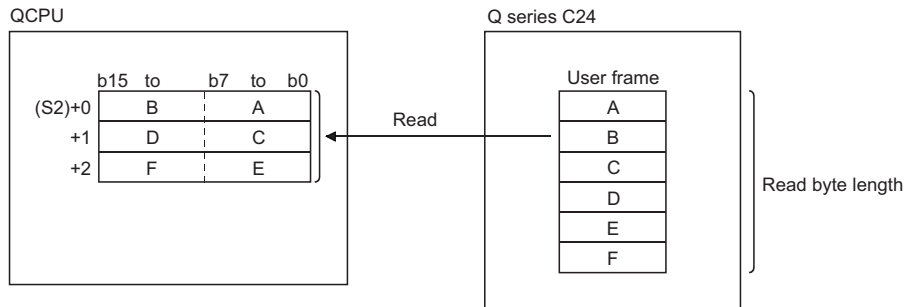 QCPU
Q series C24
b15 to b7 to b0
(S2)+0 B A
+1 D C
+2 F E
Read
User frame
A
B
C
D
E
F
Read byte length